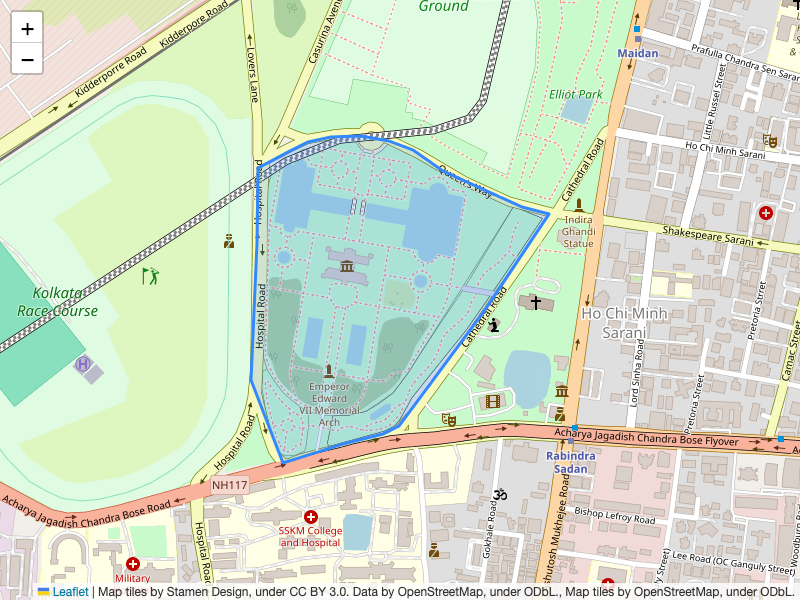 +
−
Kidderpore Road
Kidderporre Road
Lovers Lane
Casurina Avenue
Ground
Maidan
Prafulla Chandra Sen Sarani
Elliot Park
Little Russel Street
Ho Chi Minh Sarani
Cathedral Road
Queen's Way
Hospital Road
Indira
Ghandi
Statue
Shakespeare Sarani
Kolkata
Race Course
H
Hospital Road
Cathedral Road
Ho Chi Minh
Sarani
Lord Sinha Road
Pretoria Street
Pretoria Street
Camac Street
Emperor
Edward
VII Memorial
Arch
Hospital Road
Acharya Jagadish Chandra Bose Flyover
Rabindra
Sadan
NH117
Acharya Jagadish Chandra Bose Road
ॐ
SSKM College
and Hospital
Hospital Road
Gokhale Road
Bishop Lefroy Road
Lee Road (OC Ganguly Street)
Woodburn
Military
Leaflet | Map tiles by Stamen Design, under CC BY 3.0. Data by OpenStreetMap, under ODbL., Map tiles by OpenStreetMap, under ODbL.